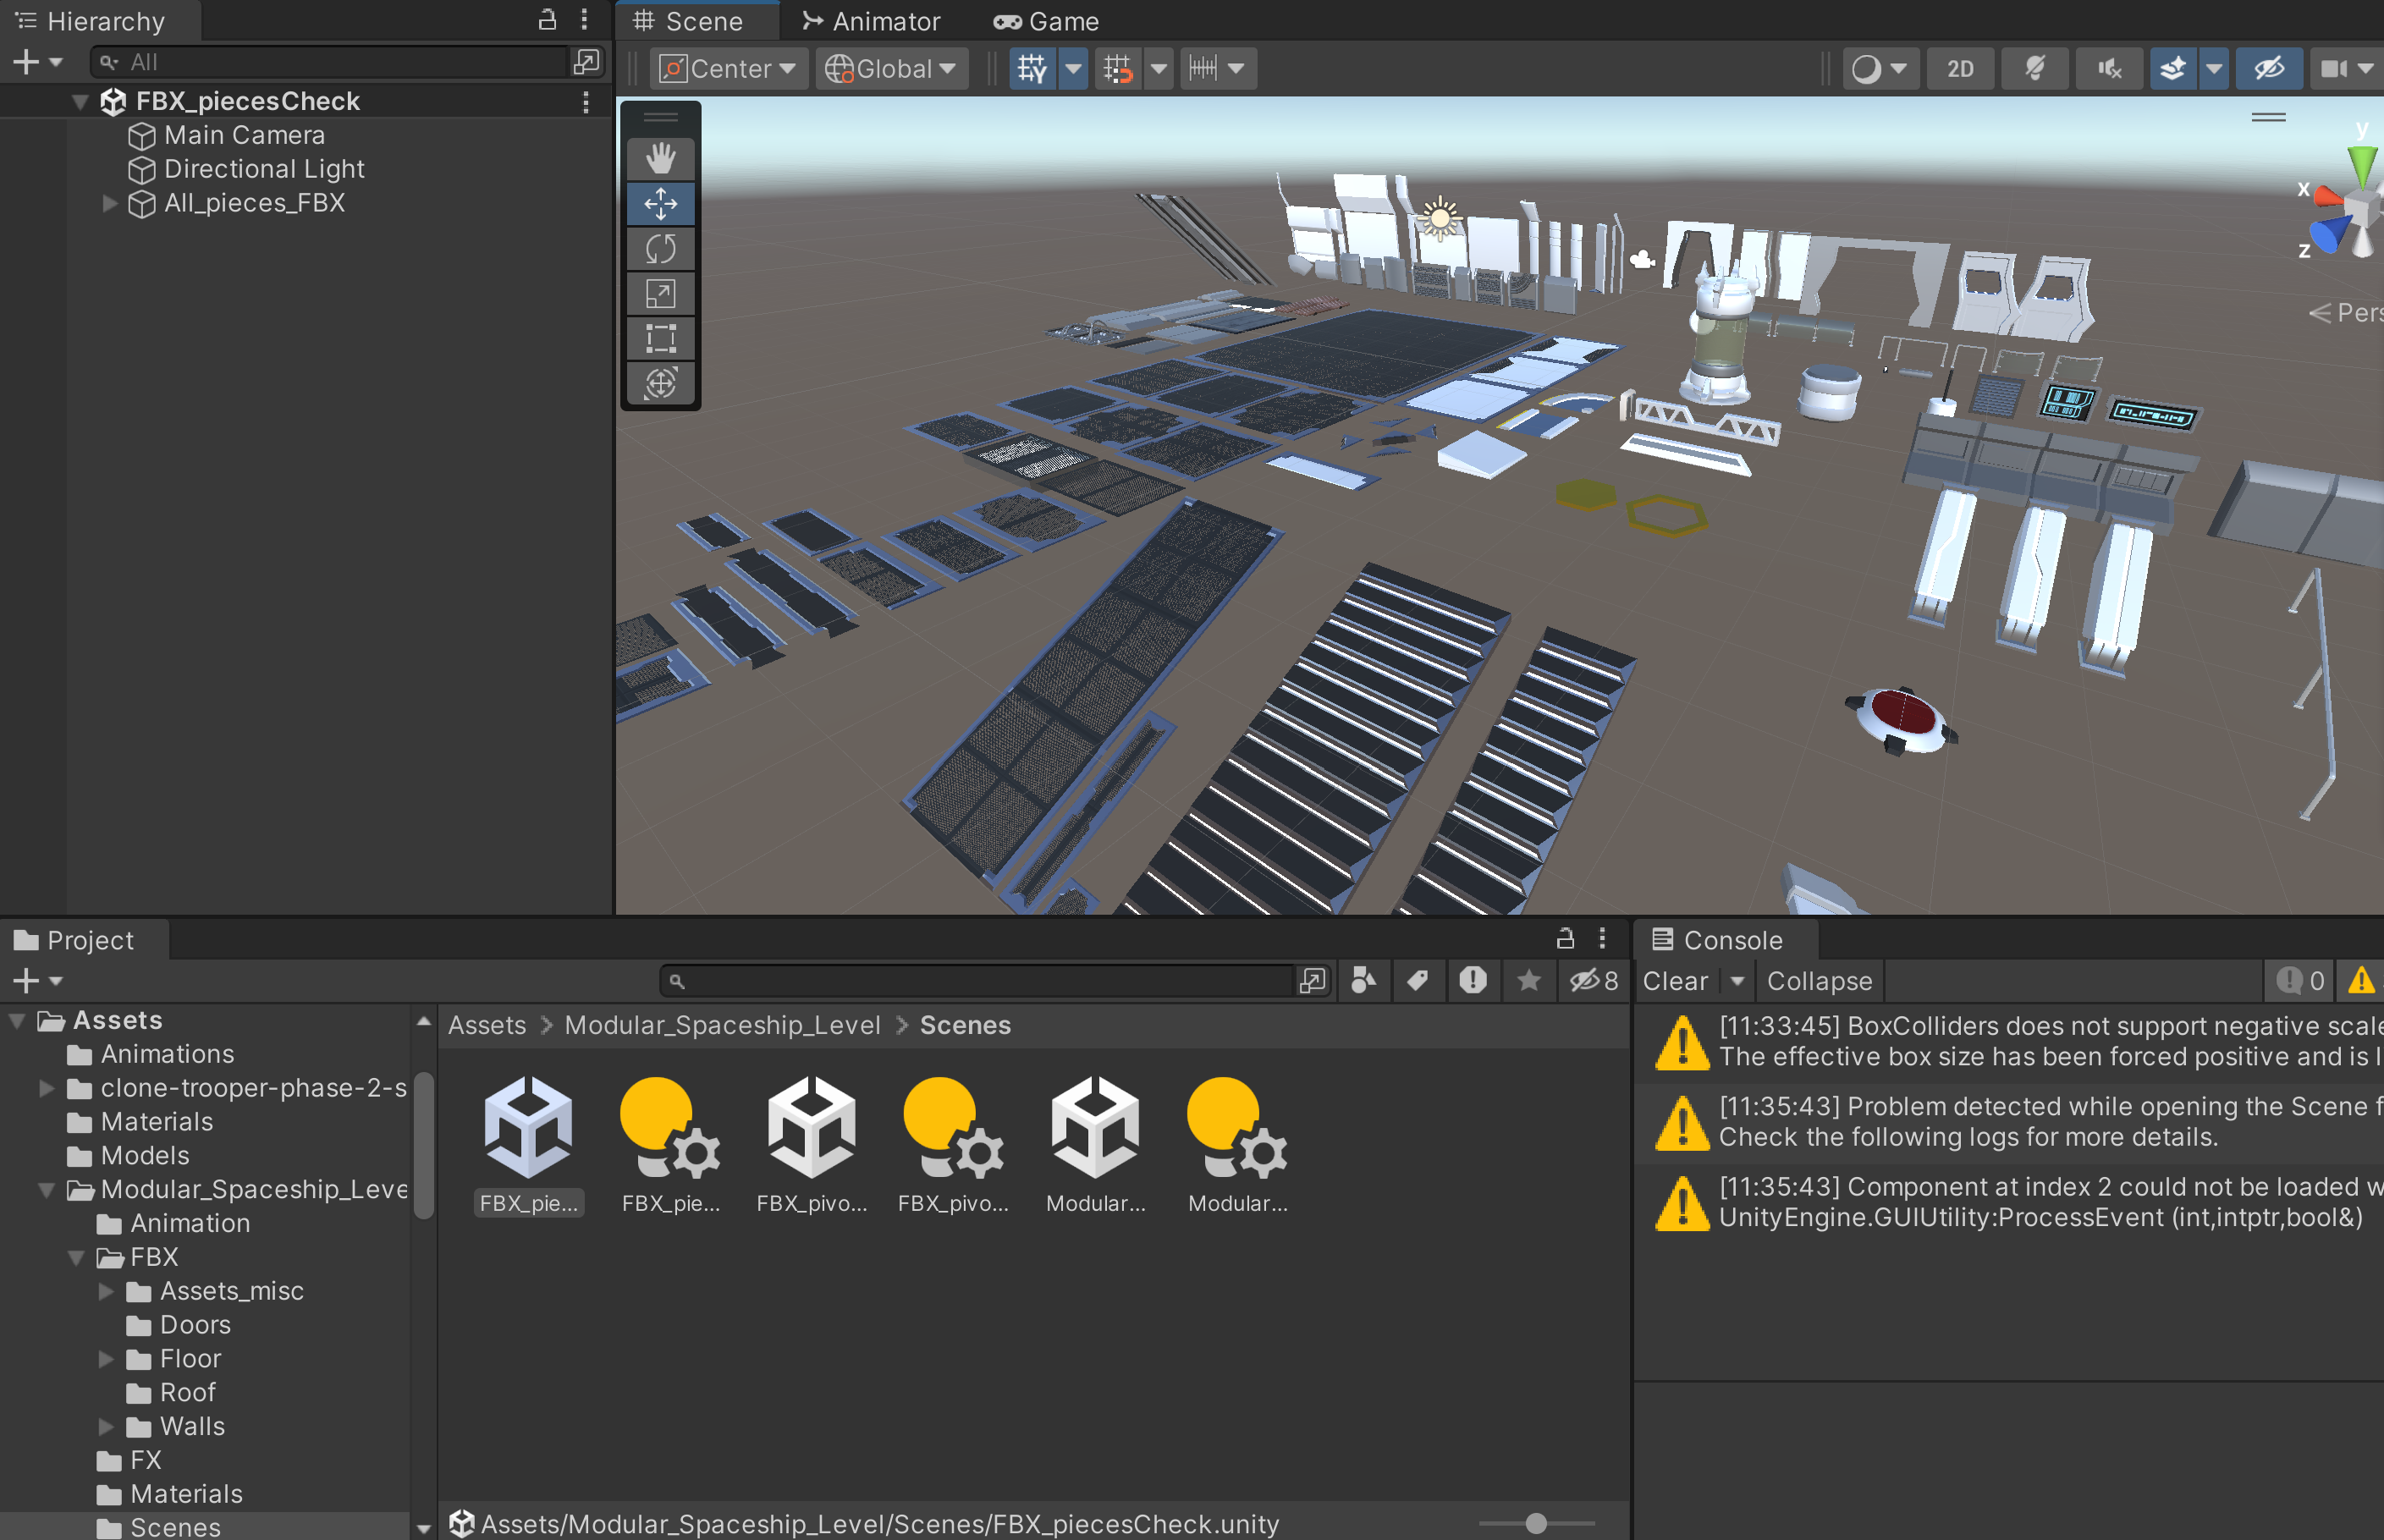 Hierarchy
All
FBX_piecesCheck
Main Camera
Directional Light
All_pieces_FBX
Scene
Animator
Game
Center
Global
2D
y
x
z
Pers
Project
8
Assets
Animations
clone-trooper-phase-2-s
Materials
Models
Modular_Spaceship_Leve
Animation
FBX
Assets_misc
Doors
Floor
Roof
Walls
FX
Materials
Scenes
Assets > Modular_Spaceship_Level > Scenes
FBX_pie...
FBX_pie...
FBX_pivo...
FBX_pivo...
Modular...
Modular...
Assets/Modular_Spaceship_Level/Scenes/FBX_piecesCheck.unity
Console
Clear
Collapse
0
[11:33:45] BoxColliders does not support negative scale
The effective box size has been forced positive and is l
[11:35:43] Problem detected while opening the Scene f
Check the following logs for more details.
[11:35:43] Component at index 2 could not be loaded w
UnityEngine.GUIUtility:ProcessEvent (int,intptr,bool&)